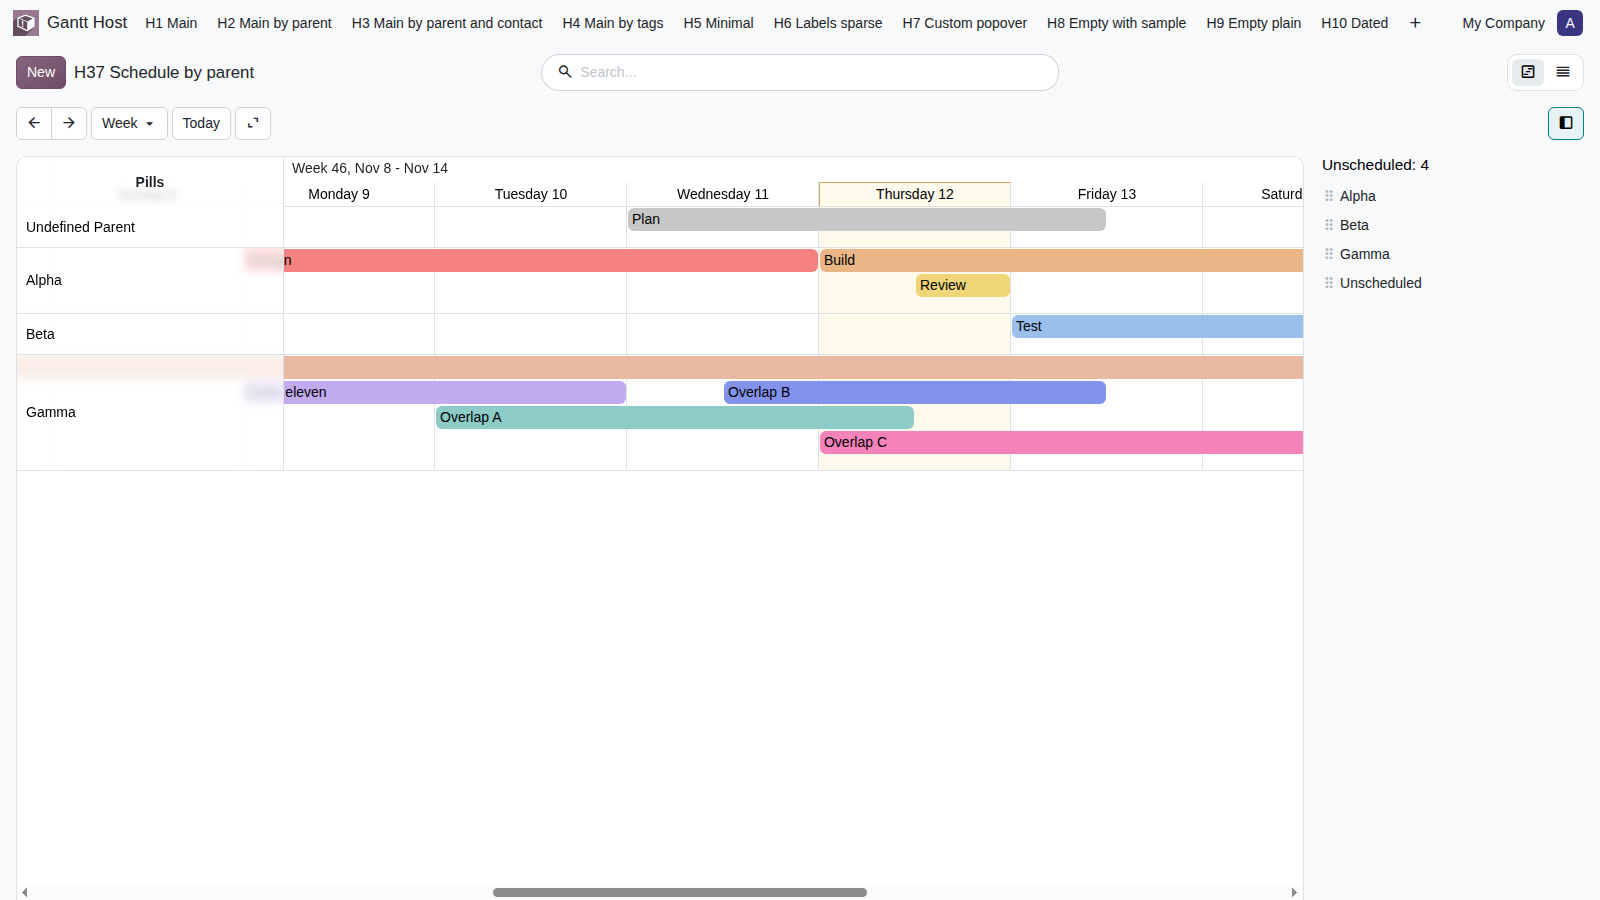 Gantt Host H1 Main H2 Main by parent H3 Main by parent and contact H4 Main by tags H5 Minimal H6 Labels sparse H7 Custom popover H8 Empty with sample H9 Empty plain H10 Dated + My Company A
New H37 Schedule by parent Search...
Week Today
Week 46, Nov 8 - Nov 14
Pills
Monday 9 Tuesday 10 Wednesday 11 Thursday 12 Friday 13 Saturd
Undefined Parent Plan
Alpha n Build
Review
Beta Test
Gamma eleven Overlap B
Overlap A
Overlap C
Unscheduled: 4
Alpha
Beta
Gamma
Unscheduled